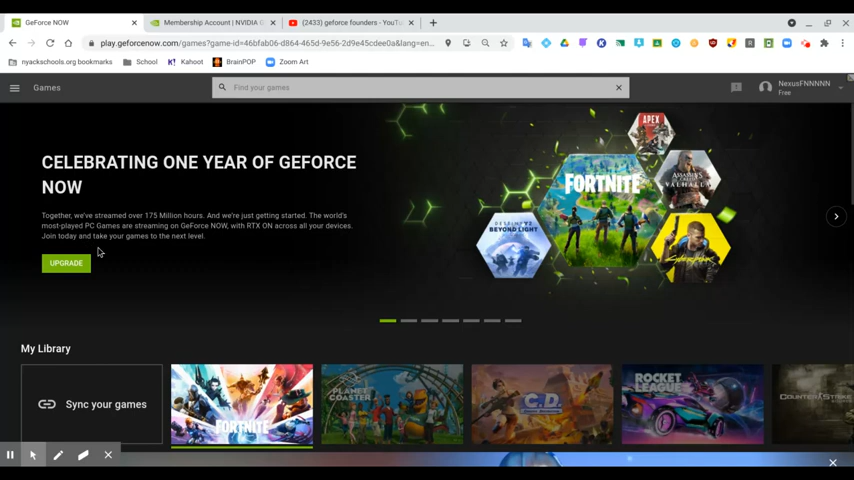 GeForce NOW
Membership Account | NVIDIA G
(2433) geforce founders - YouTu
play.geforcenow.com/games?game-id=46bfab06-d864-465d-9e56-2d9e45cdee0a&lang=en...
nyackschools.org bookmarks
School
Kahoot
BrainPOP
Zoom Art
Games
Find your games
NexusFNNNNN
Free
CELEBRATING ONE YEAR OF GEFORCE
NOW
Together, we've streamed over 175 Million hours. And we're just getting started. The world's
most-played PC Games are streaming on GeForce NOW, with RTX ON across all your devices.
Join today and take your games to the next level.
UPGRADE
APEX
FORTNITE
ASSASSIN'S
CREED
VALHALLA
DESTINY 2
BEYOND LIGHT
Cyberpunk
My Library
Sync your games
FORTNITE
PLANET
COASTER
C.D.
ROCKET
LEAGUE
COUNTER STRIKE